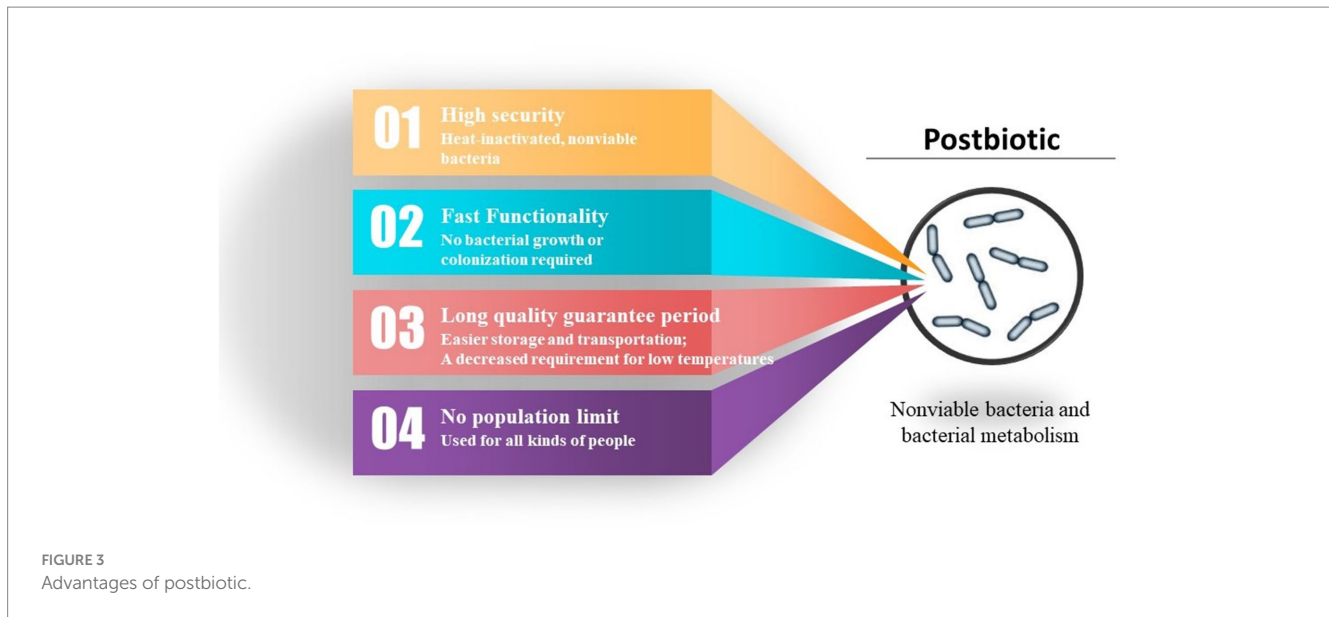 01
High security
Heat-inactivated, nonviable
bacteria
02
Fast Functionality
No bacterial growth or
colonization required
03
Long quality guarantee period
Easier storage and transportation;
A decreased requirement for low temperatures
04
No population limit
Used for all kinds of people
Postbiotic
Nonviable bacteria and
bacterial metabolism
FIGURE 3
Advantages of postbiotic.